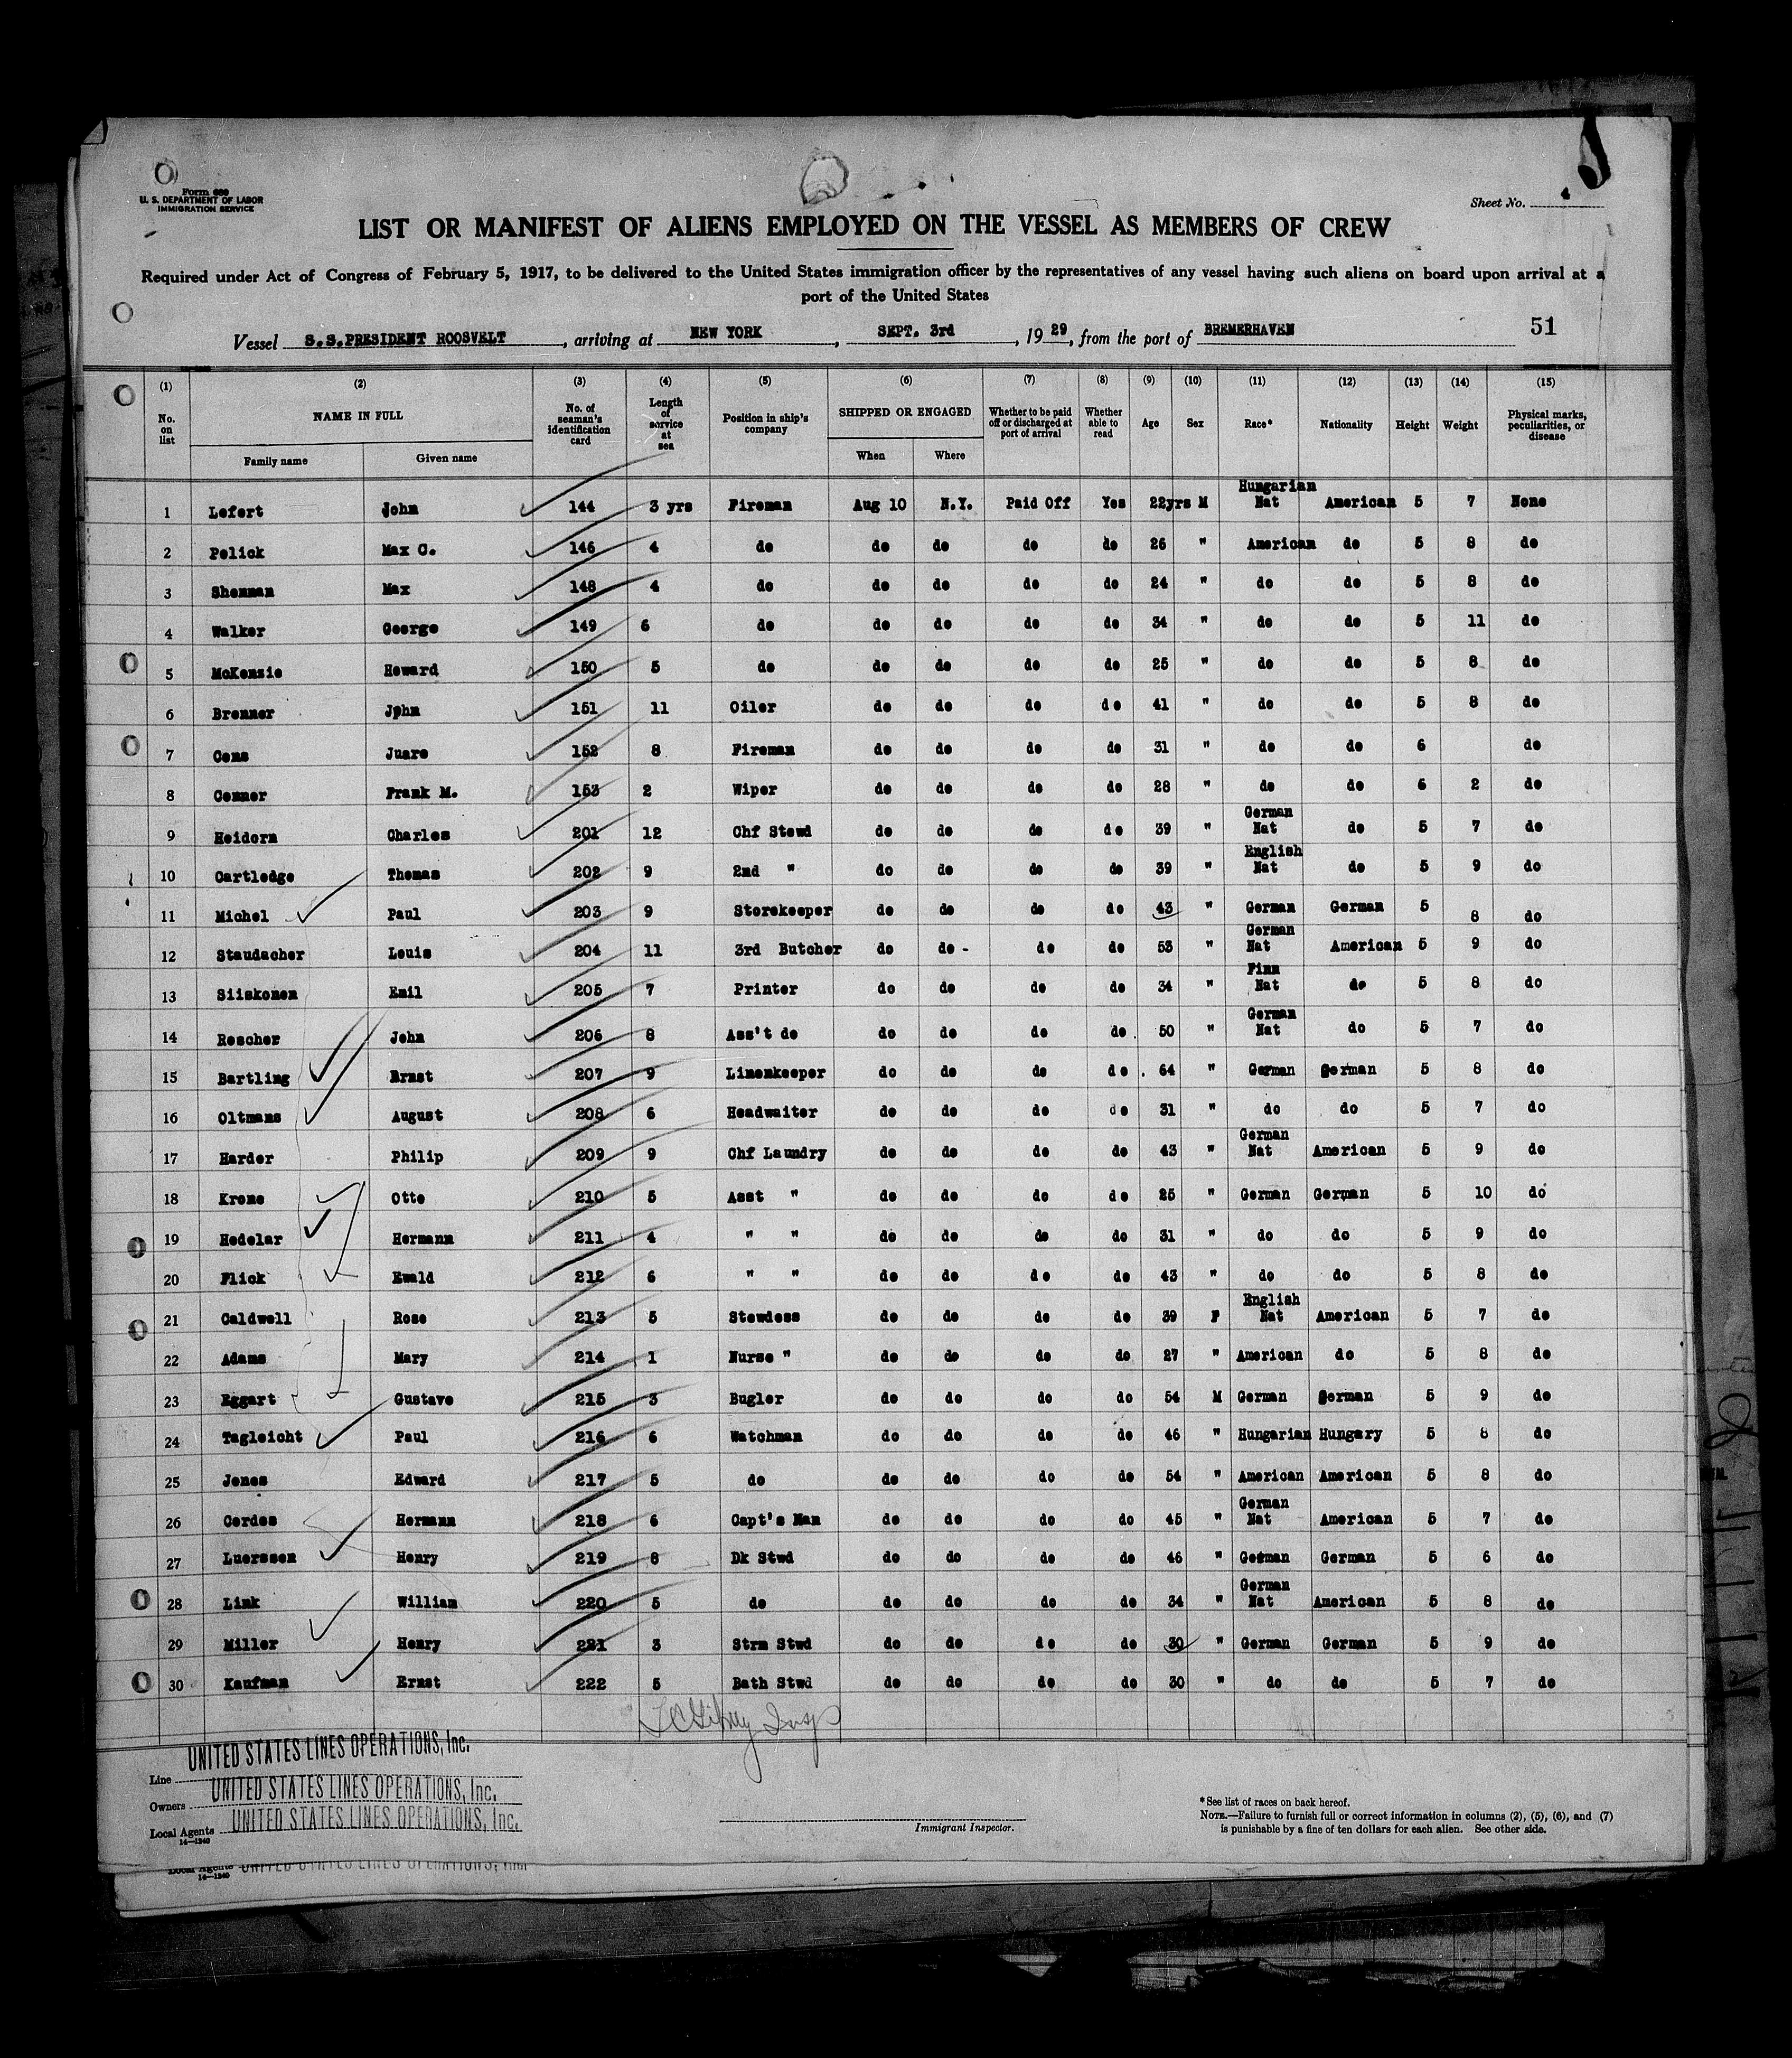 Form 689
U. S. DEPARTMENT OF LABOR
IMMIGRATION SERVICE
Sheet No.
LIST OR MANIFEST OF ALIENS EMPLOYED ON THE VESSEL AS MEMBERS OF CREW
Required under Act of Congress of February 5, 1917, to be delivered to the United States immigration officer by the representatives of any vessel having such aliens on board upon arrival at a
port of the United States
Vessel S.S.PRESIDENT ROOSVELT, arriving at NEW YORK, SEPT. 3rd, 19 29, from the port of BREMERHAVEN 51
(1) (2) (3) (4) (5) (6) (7) (8) (9) (10) (11) (12) (13) (14) (15)
No. on list NAME IN FULL No. of seaman's identification card Length of service at sea Position in ship's company SHIPPED OR ENGAGED Whether to be paid off or discharged at port of arrival Whether able to read Age Sex Race* Nationality Height Weight Physical marks, peculiarities, or disease
Family name Given name When Where
1 Lefert John 144 3 yrs Fireman Aug 10 N.Y. Paid Off Yes 22yrs M Hungarian Nat American 5 7 None
2 Pelick Max C. 146 4 do do do do do 26 " American do 5 8 do
3 Shenman Max 148 4 do do do do do 24 " do do 5 8 do
4 Walker George 149 6 do do do do do 34 " do do 5 11 do
5 McKenzie Howard 150 5 do do do do do 25 " do do 5 8 do
6 Brenner Jphn 151 11 Oiler do do do do 41 " do do 5 8 do
7 Cons Juare 152 8 Fireman do do do do 31 " do do 6 do
8 Conner Frank M. 153 2 Wiper do do do do 28 " do do 6 2 do
9 Heidorn Charles 201 12 Chf Stewd do do do do 39 " German Nat do 5 7 do
10 Cartledge Thomas 202 9 2nd " do do do do 39 " English Nat do 5 9 do
11 Michel Paul 203 9 Storekeeper do do do do 43 " German German 5 8 do
12 Staudacher Louis 204 11 3rd Butcher do do - do do 53 " German Nat American 5 9 do
13 Siiskonen Emil 205 7 Printer do do do do 34 " Finn Nat do 5 8 do
14 Rescher John 206 8 Ass't do do do do do 50 " German Nat do 5 7 do
15 Bartling Ernst 207 9 Linenkeeper do do do do 64 " German German 5 8 do
16 Oltmans August 208 6 Headwaiter do do do do 31 " do do 5 7 do
17 Harder Philip 209 9 Chf Laundry do do do do 43 " German Nat American 5 9 do
18 Krone Otto 210 5 Asst " do do do do 25 " German German 5 10 do
19 Hedelar Hermann 211 4 " " do do do do 31 " do do 5 9 do
20 Flick Ewald 212 6 " " do do do do 43 " do do 5 8 do
21 Caldwell Rose 213 5 Stewdess do do do do 39 F English Nat American 5 7 do
22 Adams Mary 214 1 Nurse " do do do do 27 " American do 5 8 do
23 Eggart Gustave 215 3 Bugler do do do do 54 M German German 5 9 do
24 Tagleicht Paul 216 6 Watchman do do do do 46 " Hungarian Hungary 5 8 do
25 Jones Edward 217 5 do do do do do 54 " American American 5 8 do
26 Cordes Hermann 218 6 Capt's Man do do do do 45 " German Nat American 5 7 do
27 Luerssen Henry 219 8 Dk Stwd do do do do 46 " German German 5 6 do
28 Link William 220 5 do do do do do 34 " German Nat American 5 8 do
29 Miller Henry 221 3 Strm Stwd do do do do 30 " German German 5 9 do
30 Kaufman Ernst 222 5 Bath Stwd do do do do 30 " do do 5 7 do
Insp
Line UNITED STATES LINES OPERATIONS, Inc.
Owners UNITED STATES LINES OPERATIONS, Inc.
Local Agents UNITED STATES LINES OPERATIONS, Inc.
14—1240
Immigrant Inspector.
* See list of races on back hereof.
NOTE.—Failure to furnish full or correct information in columns (2), (5), (6), and (7)
is punishable by a fine of ten dollars for each alien. See other side.
Local Agents UNITED STATES LINES OPERATIONS, Inc.
14—1240